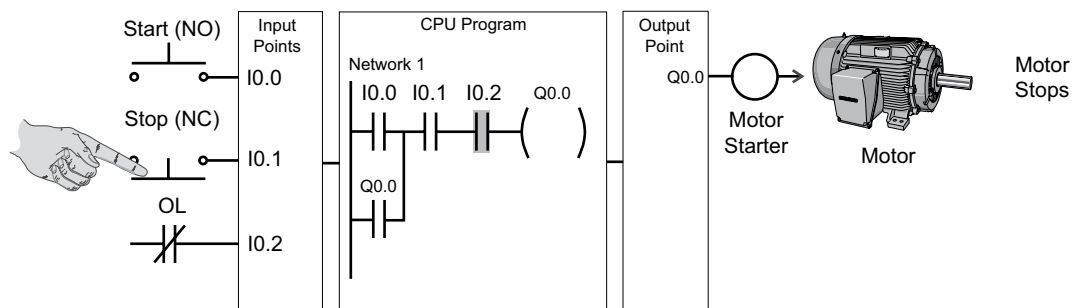 Start (NO)
I0.0
Stop (NC)
I0.1
OL
I0.2
Input
Points
CPU Program
Network 1
I0.0 I0.1 I0.2 Q0.0
Q0.0
Output
Point
Q0.0
Motor
Starter
Motor
Motor
Stops